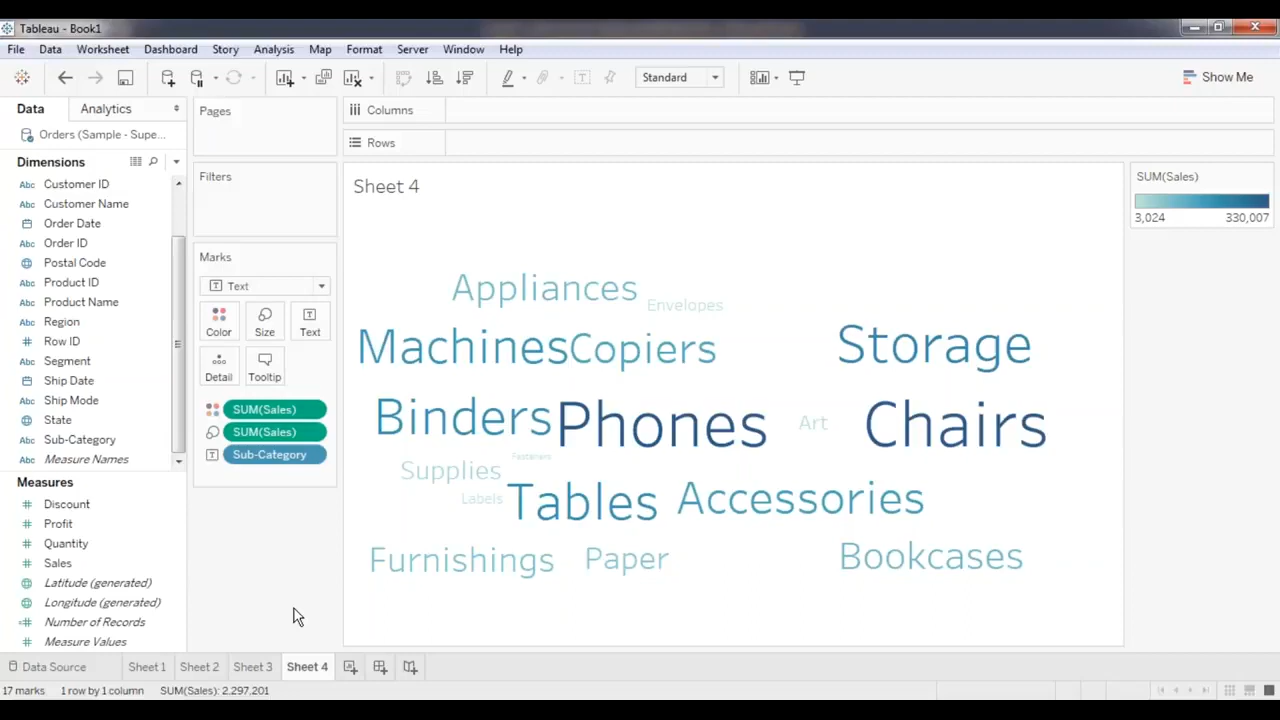 Tableau - Book1
File Data Worksheet Dashboard Story Analysis Map Format Server Window Help
Standard
Show Me
Data Analytics
Orders (Sample - Supe...
Dimensions
Customer ID
Customer Name
Order Date
Order ID
Postal Code
Product ID
Product Name
Region
Row ID
Segment
Ship Date
Ship Mode
State
Sub-Category
Measure Names
Measures
Discount
Profit
Quantity
Sales
Latitude (generated)
Longitude (generated)
Number of Records
Measure Values
Pages
Filters
Marks
Text
Color Size Text
Detail Tooltip
SUM(Sales)
SUM(Sales)
Sub-Category
Columns
Rows
Sheet 4
Appliances
Envelopes
Machines Copiers Storage
Binders Phones Art Chairs
Fasteners
Supplies
Labels
Tables Accessories
Furnishings Paper Bookcases
SUM(Sales)
3,024 330,007
Data Source Sheet 1 Sheet 2 Sheet 3 Sheet 4
17 marks 1 row by 1 column SUM(Sales): 2,297,201